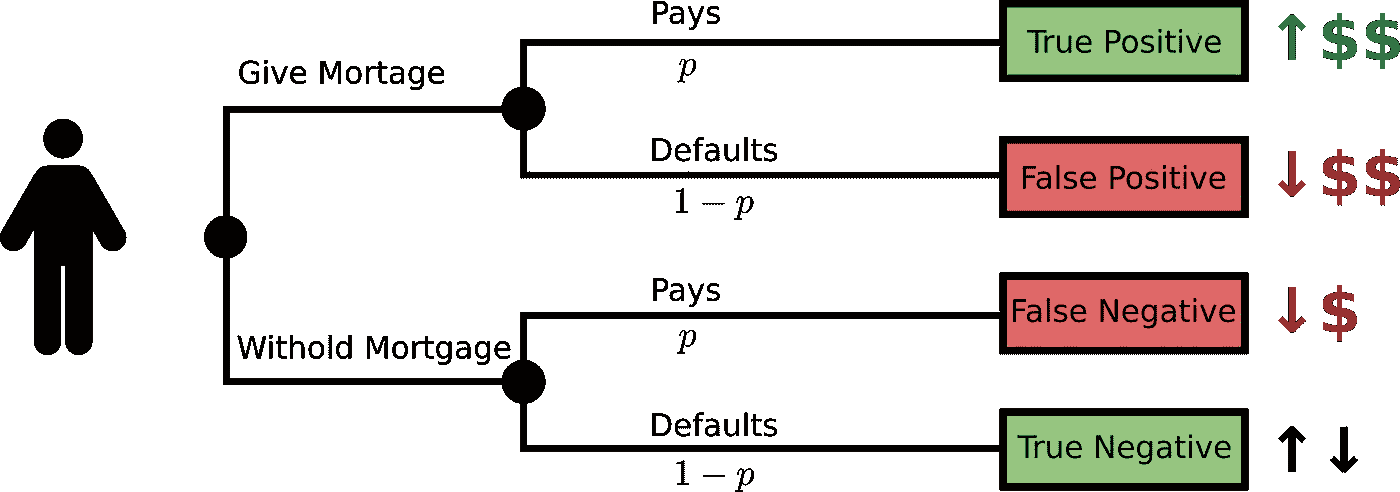 Pays
p
True Positive
↑$$
Give Mortage
Defaults
1 − p
False Positive
↓$$
Pays
p
False Negative
↓$
Withold Mortgage
Defaults
1 − p
True Negative
↑↓